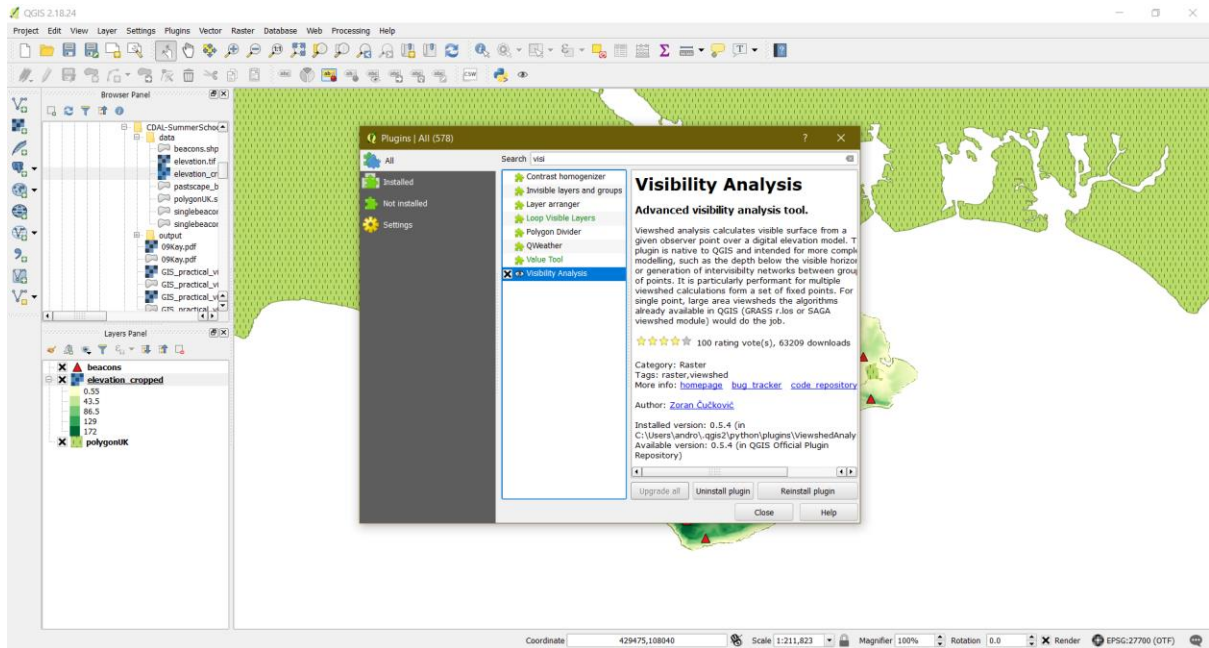 QGIS 2.18.24
Project Edit View Layer Settings Plugins Vector Raster Database Web Processing Help
CSW
Browser Panel
CDAL-SummerSchoo
data
beacons.shp
elevation.tif
elevation_cr
pastscape_b
polygonUK.s
singlebeacor
singlebeacor
output
09Kay.pdf
09Kay.pdf
GIS_practical_vi
GIS_practical_vi
GIS_practical_vi
GIS_practical_vi
Layers Panel
beacons
elevation_cropped
0.55
43.5
86.5
129
172
polygonUK
Plugins | All (578)
All
Installed
Not installed
Settings
Search visi
Contrast homogenizer
Invisible layers and groups
Layer arranger
Loop Visible Layers
Polygon Divider
QWeather
Value Tool
Visibility Analysis
Visibility Analysis
Advanced visibility analysis tool.
Viewshed analysis calculates visible surface from a
given observer point over a digital elevation model. T
plugin is native to QGIS and intended for more comple
modelling, such as the depth below the visible horizor
or generation of intervisibility networks between group
of points. It is particularly performant for multiple
viewshed calculations form a set of fixed points. For
single point, large area viewsheds the algorithms
already available in QGIS (GRASS r.los or SAGA
viewshed module) would do the job.
100 rating vote(s), 63209 downloads
Category: Raster
Tags: raster,viewshed
More info: homepage bug tracker code repository
Author: Zoran Čučković
Installed version: 0.5.4 (in
C:\Users\andro\.qgis2\python\plugins\ViewshedAnaly
Available version: 0.5.4 (in QGIS Official Plugin
Repository)
Upgrade all Uninstall plugin Reinstall plugin
Close Help
Coordinate 429475,108040 Scale 1:211,823 Magnifier 100% Rotation 0.0 Render EPSG:27700 (OTF)